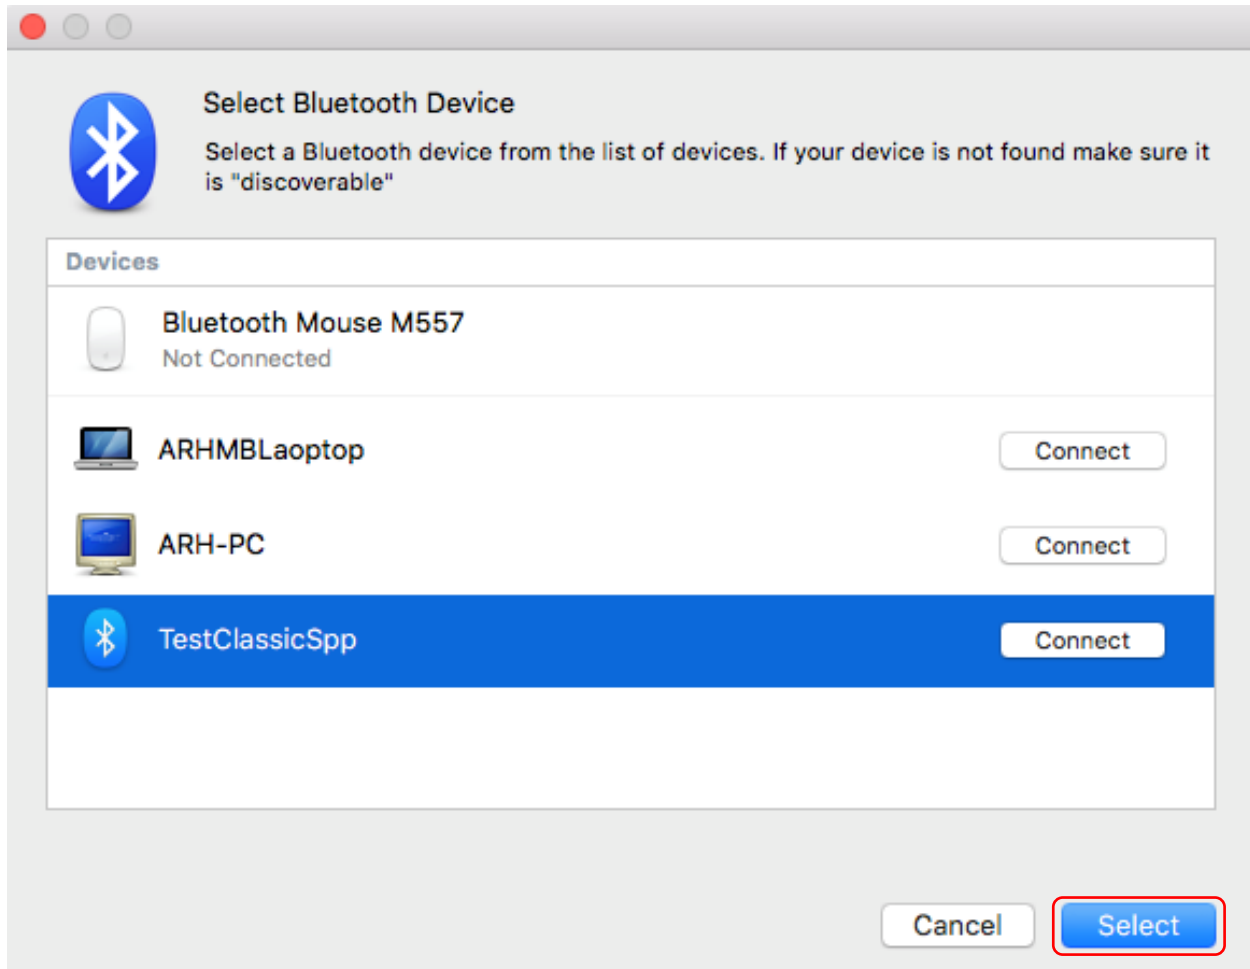 Select Bluetooth Device
Select a Bluetooth device from the list of devices. If your device is not found make sure it
is "discoverable"
Devices
Bluetooth Mouse M557
Not Connected
ARHMBLaoptop
Connect
ARH-PC
Connect
TestClassicSpp
Connect
Cancel
Select